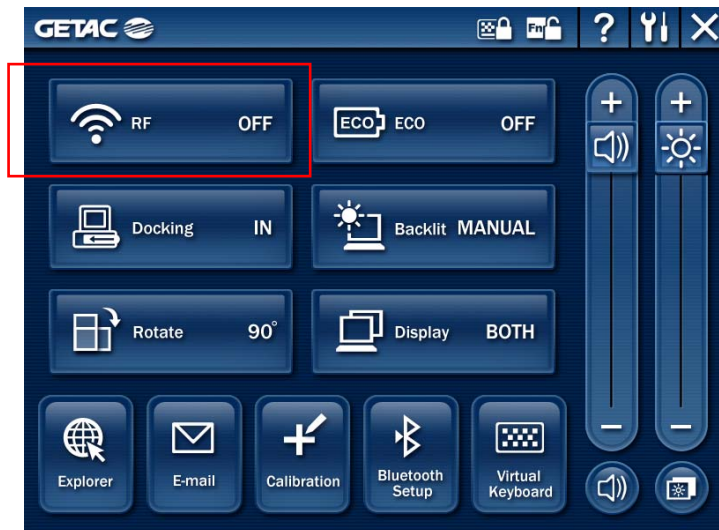 GETAC Fn ? X
RF OFF
ECO ECO OFF
Docking IN
Backlit MANUAL
Rotate 90°
Display BOTH
+ +
- -
Explorer
E-mail
Calibration
Bluetooth
Setup
Virtual
Keyboard